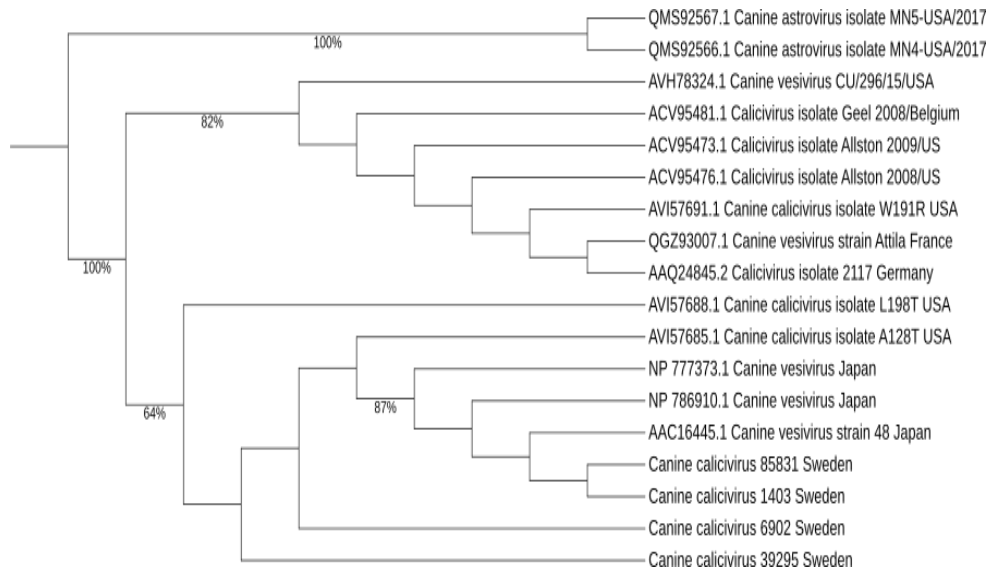 QMS92567.1 Canine astrovirus isolate MN5-USA/2017
100%
QMS92566.1 Canine astrovirus isolate MN4-USA/2017
AVH78324.1 Canine vesivirus CU/296/15/USA
82%
ACV95481.1 Calicivirus isolate Geel 2008/Belgium
ACV95473.1 Calicivirus isolate Allston 2009/US
ACV95476.1 Calicivirus isolate Allston 2008/US
AVI57691.1 Canine calicivirus isolate W191R USA
QGZ93007.1 Canine vesivirus strain Attila France
100%
AAQ24845.2 Calicivirus isolate 2117 Germany
AVI57688.1 Canine calicivirus isolate L198T USA
AVI57685.1 Canine calicivirus isolate A128T USA
NP 777373.1 Canine vesivirus Japan
87%
NP 786910.1 Canine vesivirus Japan
64%
AAC16445.1 Canine vesivirus strain 48 Japan
Canine calicivirus 85831 Sweden
Canine calicivirus 1403 Sweden
Canine calicivirus 6902 Sweden
Canine calicivirus 39295 Sweden